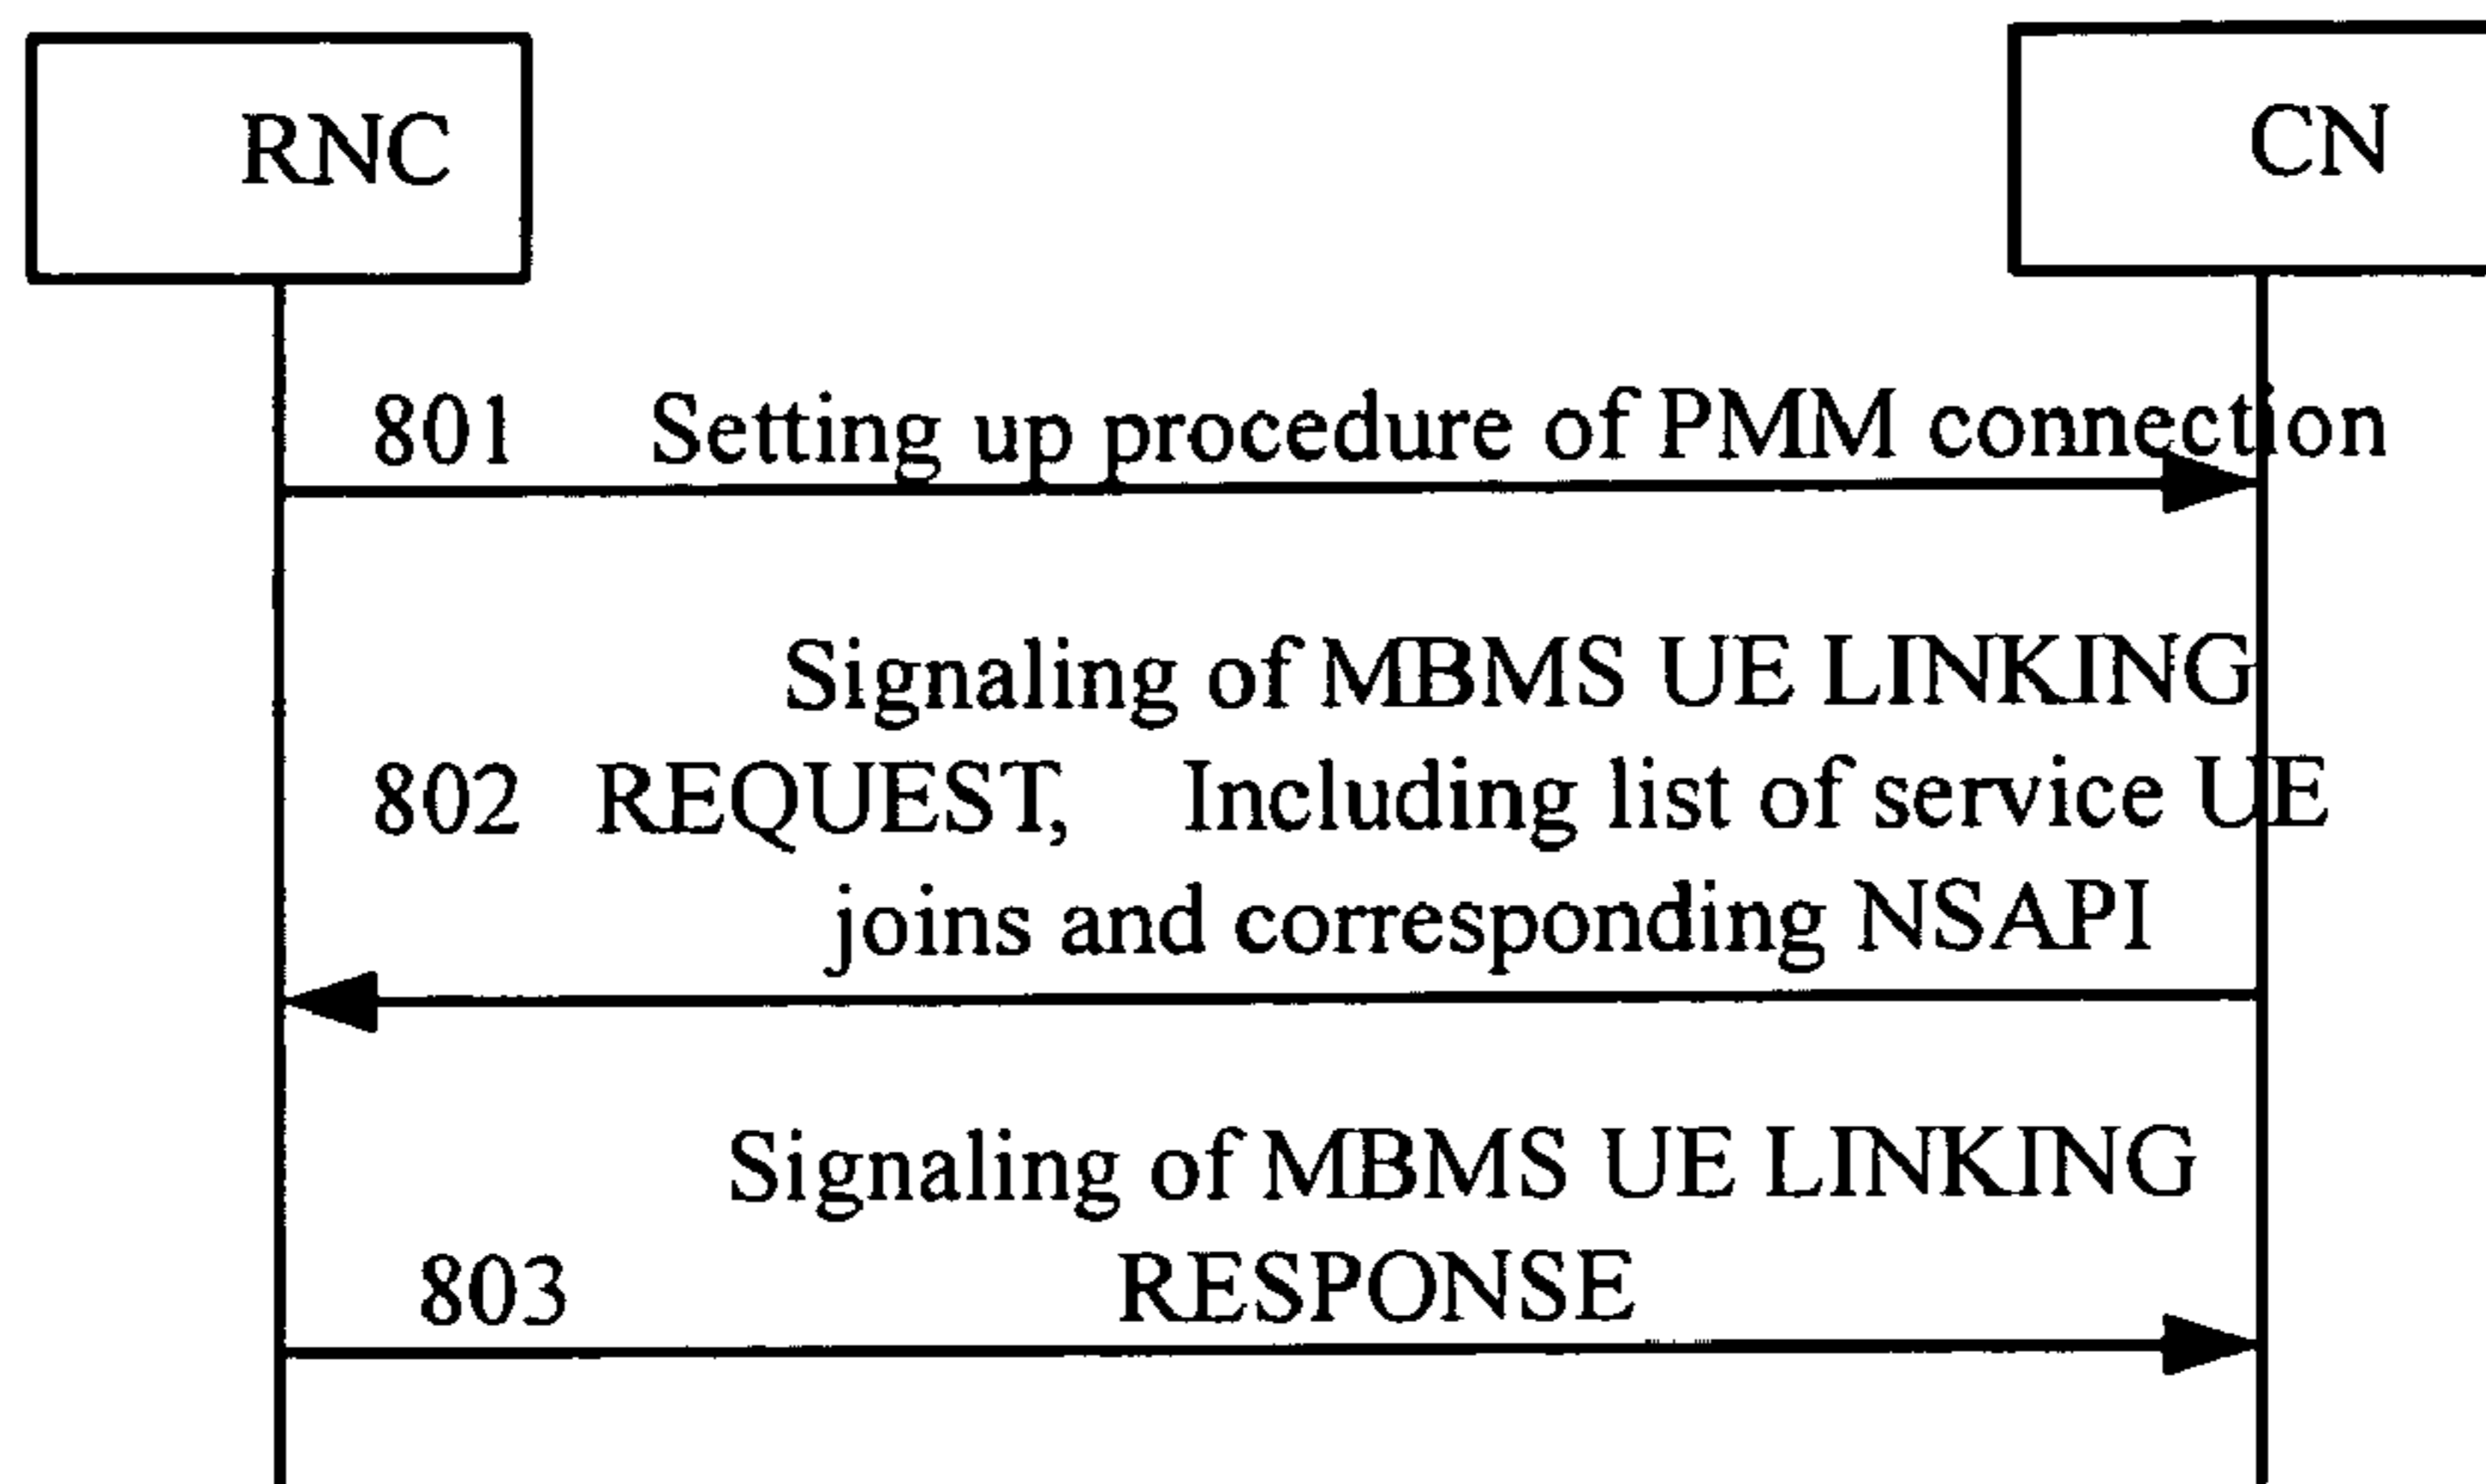 RNC
CN
801 Setting up procedure of PMM connection
Signaling of MBMS UE LINKING
802 REQUEST, Including list of service UE
joins and corresponding NSAPI
Signaling of MBMS UE LINKING
803 RESPONSE